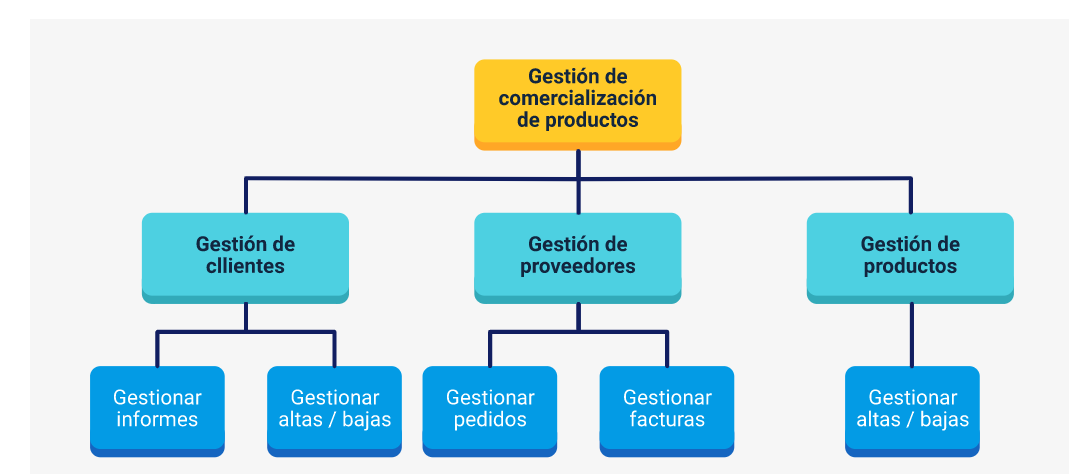 Gestión de
comercialización
de productos
Gestión de
cllientes
Gestión de
proveedores
Gestión de
productos
Gestionar
informes
Gestionar
altas / bajas
Gestionar
pedidos
Gestionar
facturas
Gestionar
altas / bajas